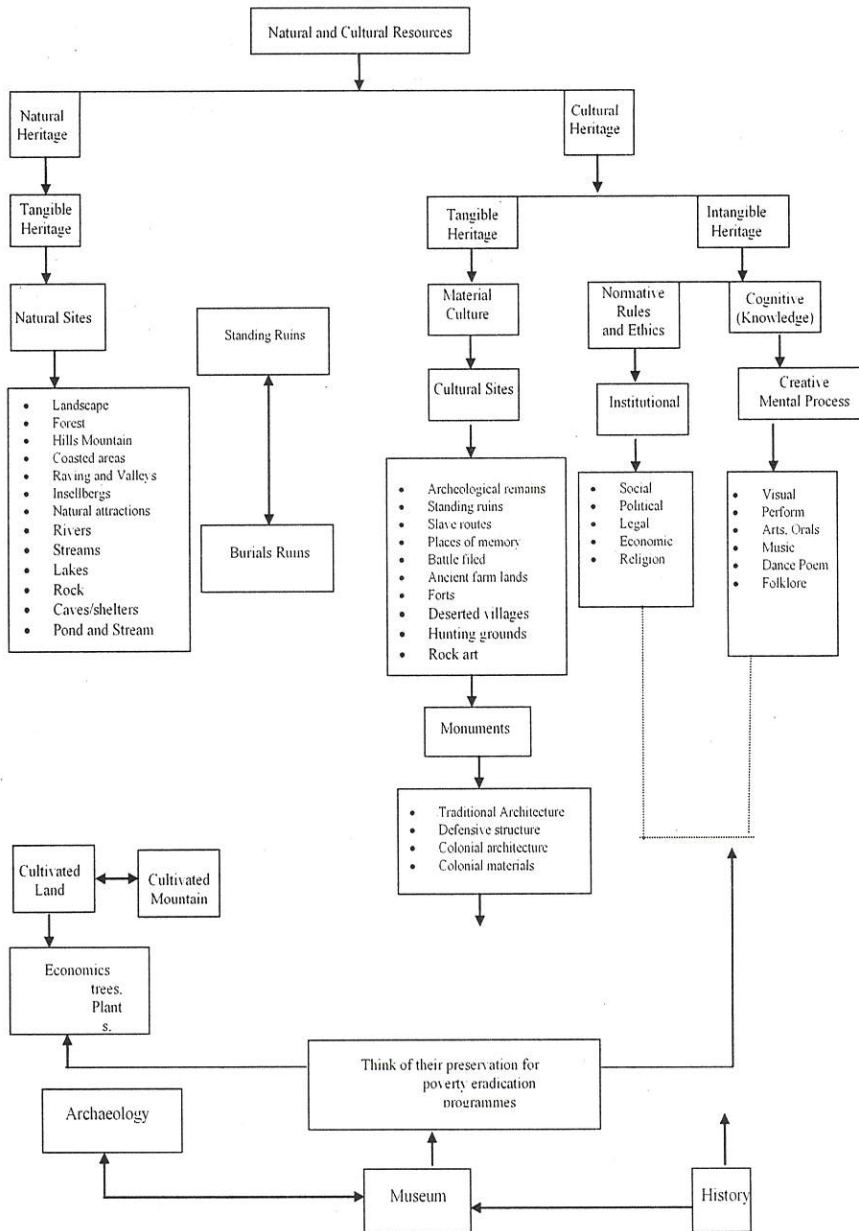 Natural and Cultural Resources
Natural
Heritage
Cultural
Heritage
Tangible
Heritage
Tangible
Heritage
Intangible
Heritage
Natural Sites
Standing Ruins
Material
Culture
Normative
Rules
and Ethics
Cognitive
(Knowledge)
Cultural Sites
Institutional
Creative
Mental Process
• Landscape
• Forest
• Hills Mountain
• Coasted areas
• Raving and Valleys
• Insellbergs
• Natural attractions
• Rivers
• Streams
• Lakes
• Rock
• Caves/shelters
• Pond and Stream
Burials Ruins
• Archeological remains
• Standing ruins
• Slave routes
• Places of memory
• Battle filed
• Ancient farm lands
• Forts
• Deserted villages
• Hunting grounds
• Rock art
• Social
• Political
• Legal
• Economic
• Religion
• Visual
• Perform
• Arts, Orals
• Music
• Dance Poem
• Folklore
Monuments
• Traditional Architecture
• Defensive structure
• Colonial architecture
• Colonial materials
Cultivated
Land
Cultivated
Mountain
Economics
trees.
Plant
s.
Think of their preservation for
poverty eradication
programmes
Archaeology
Museum
History